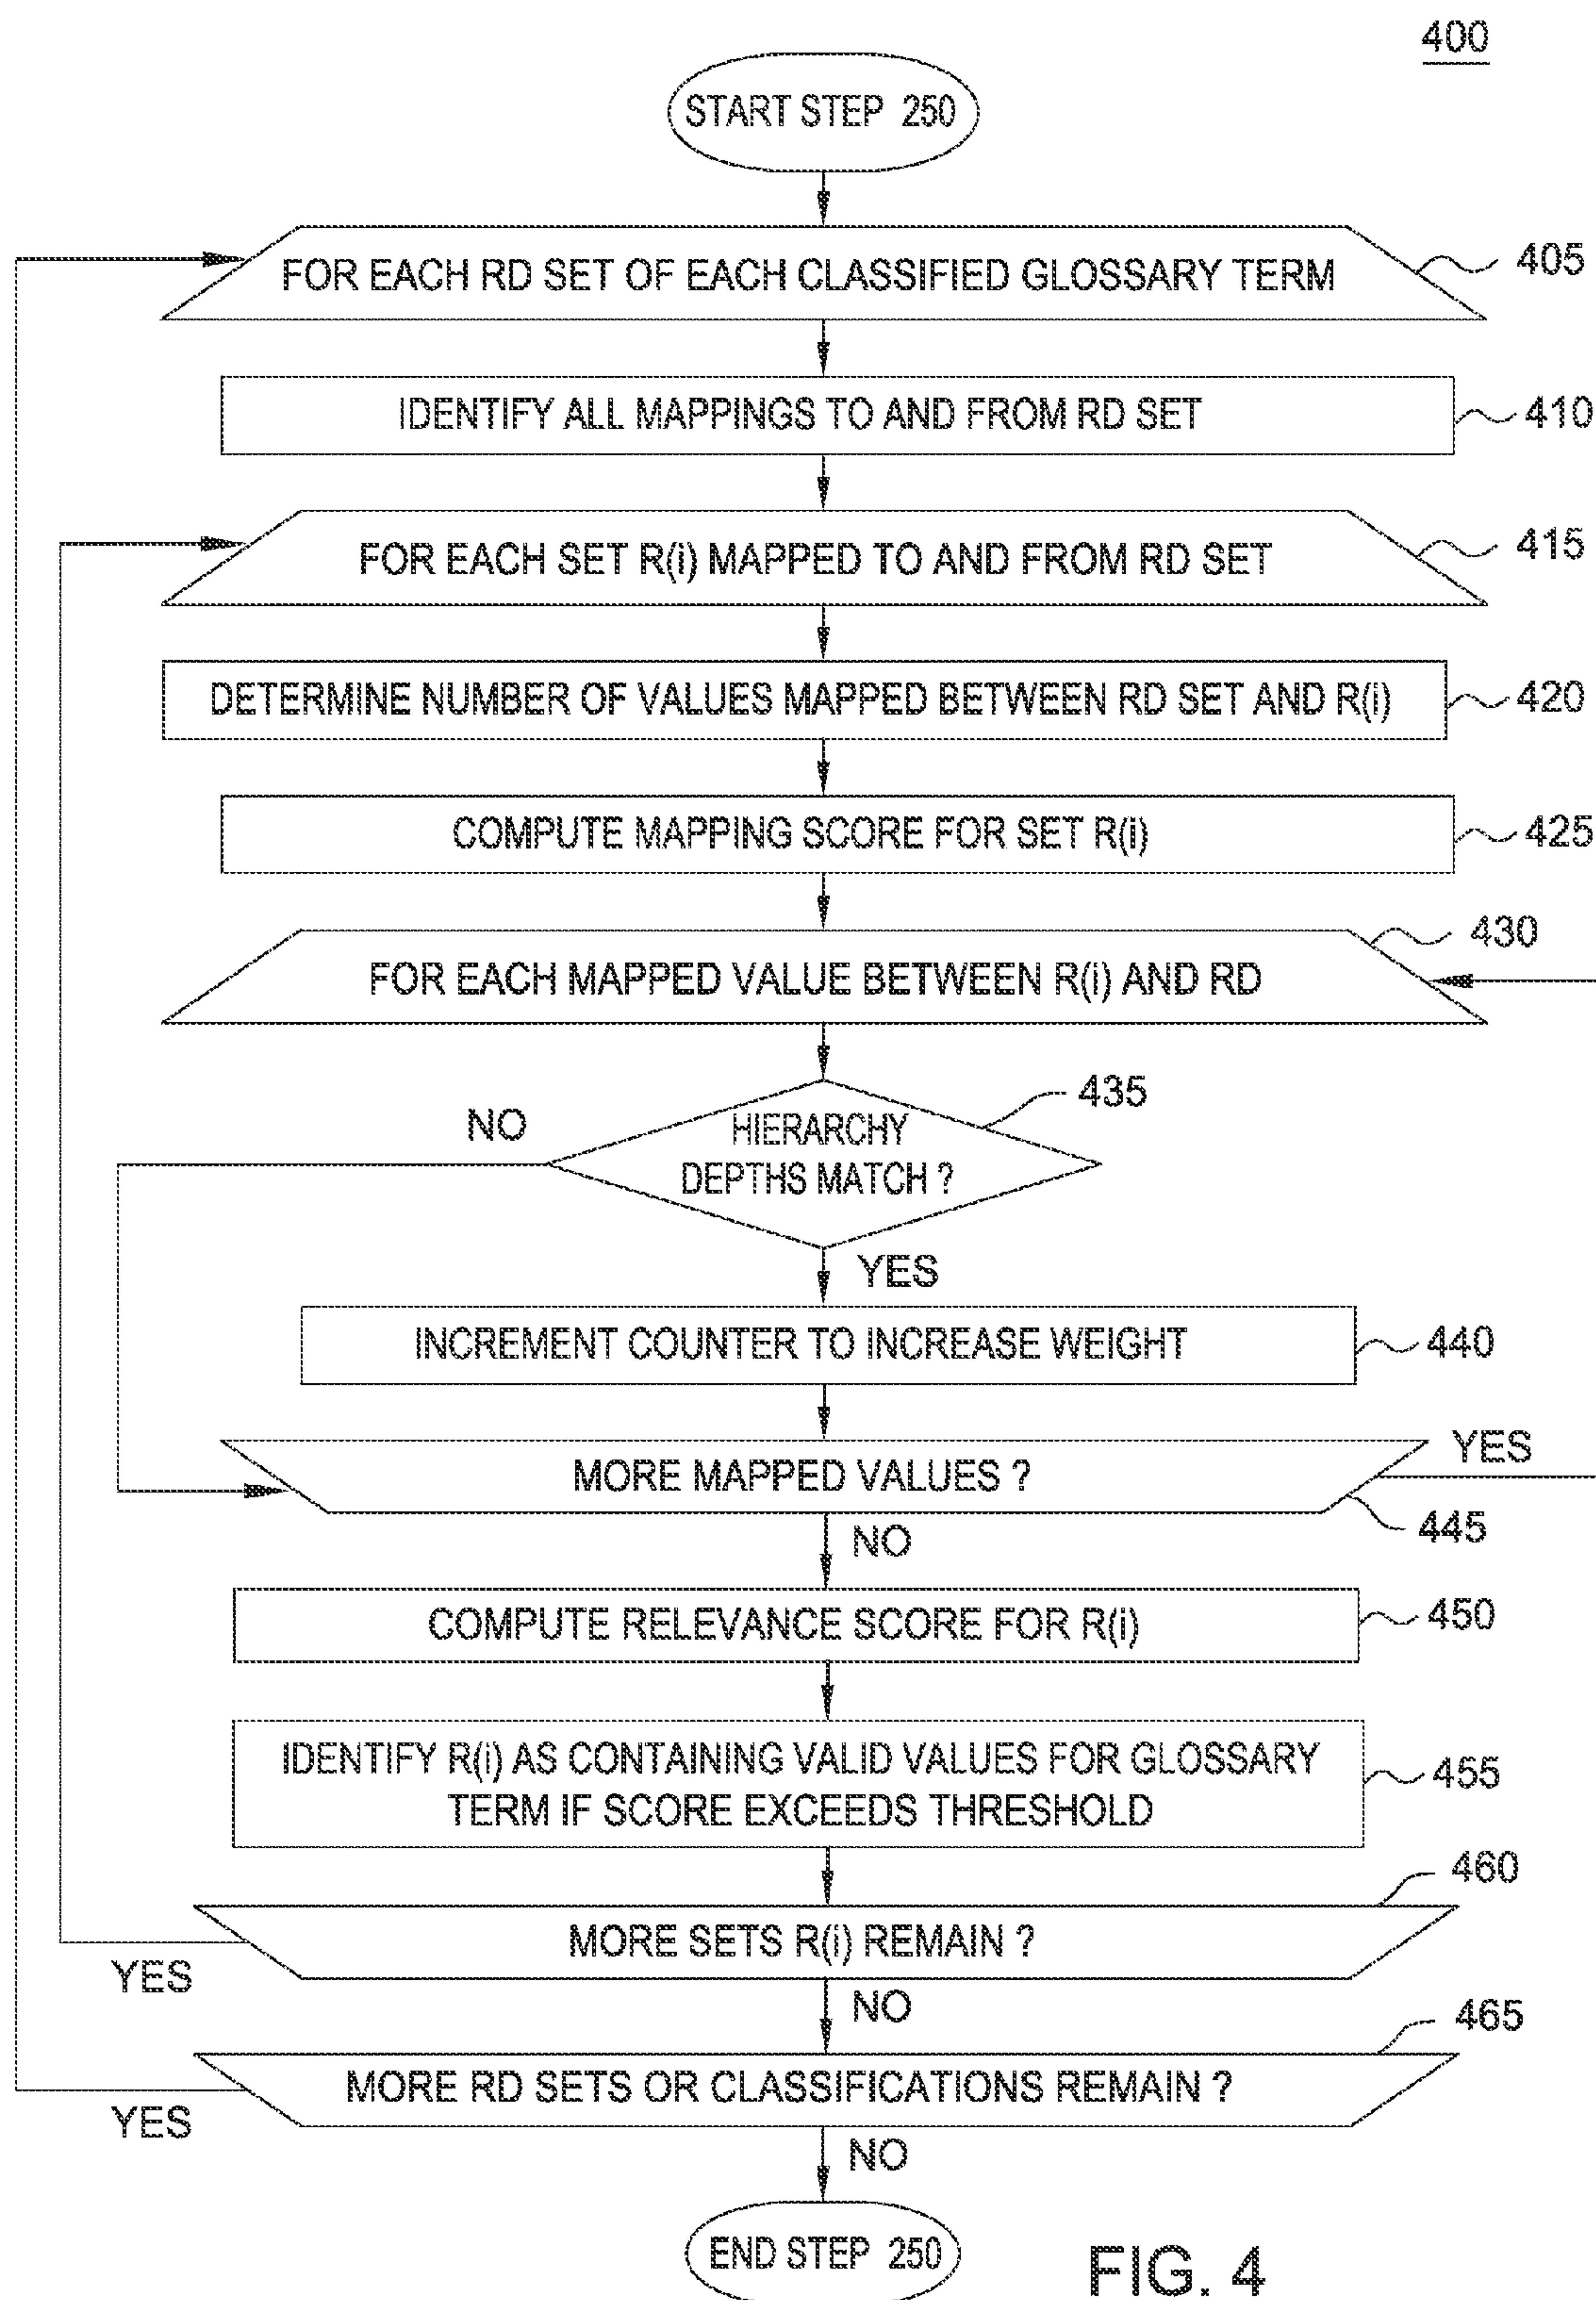 400
START STEP 250
FOR EACH RD SET OF EACH CLASSIFIED GLOSSARY TERM
405
IDENTIFY ALL MAPPINGS TO AND FROM RD SET
410
FOR EACH SET R(i) MAPPED TO AND FROM RD SET
415
DETERMINE NUMBER OF VALUES MAPPED BETWEEN RD SET AND R(i)
420
COMPUTE MAPPING SCORE FOR SET R(i)
425
430
FOR EACH MAPPED VALUE BETWEEN R(i) AND RD
435
NO
HIERARCHY
DEPTHS MATCH ?
YES
INCREMENT COUNTER TO INCREASE WEIGHT
440
YES
MORE MAPPED VALUES ?
445
NO
COMPUTE RELEVANCE SCORE FOR R(i)
450
IDENTIFY R(i) AS CONTAINING VALID VALUES FOR GLOSSARY
TERM IF SCORE EXCEEDS THRESHOLD
455
460
MORE SETS R(i) REMAIN ?
YES
NO
465
MORE RD SETS OR CLASSIFICATIONS REMAIN ?
YES
NO
END STEP 250
FIG. 4